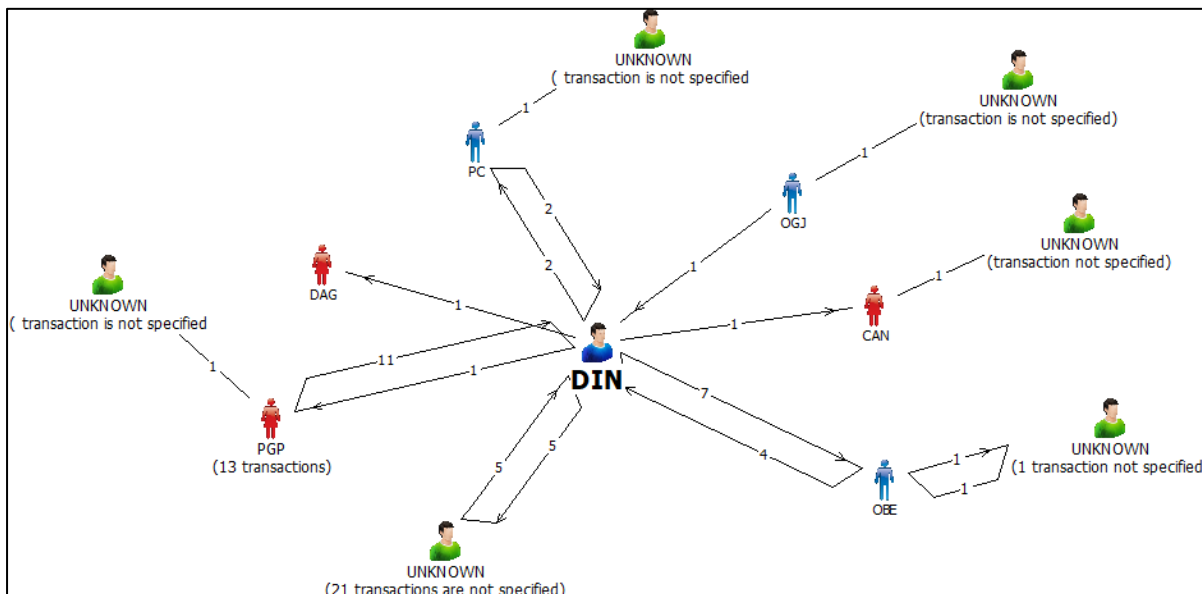 UNKNOWN
( transaction is not specified
1
UNKNOWN
(transaction is not specified)
1
PC
2
2
OGJ
1
UNKNOWN
(transaction not specified)
1
DAG
1
UNKNOWN
( transaction is not specified
1
11
1
1
CAN
DIN
7
4
PGP
(13 transactions)
5
5
UNKNOWN
(1 transaction not specified
1
1
OBE
UNKNOWN
(21 transactions are not specified)